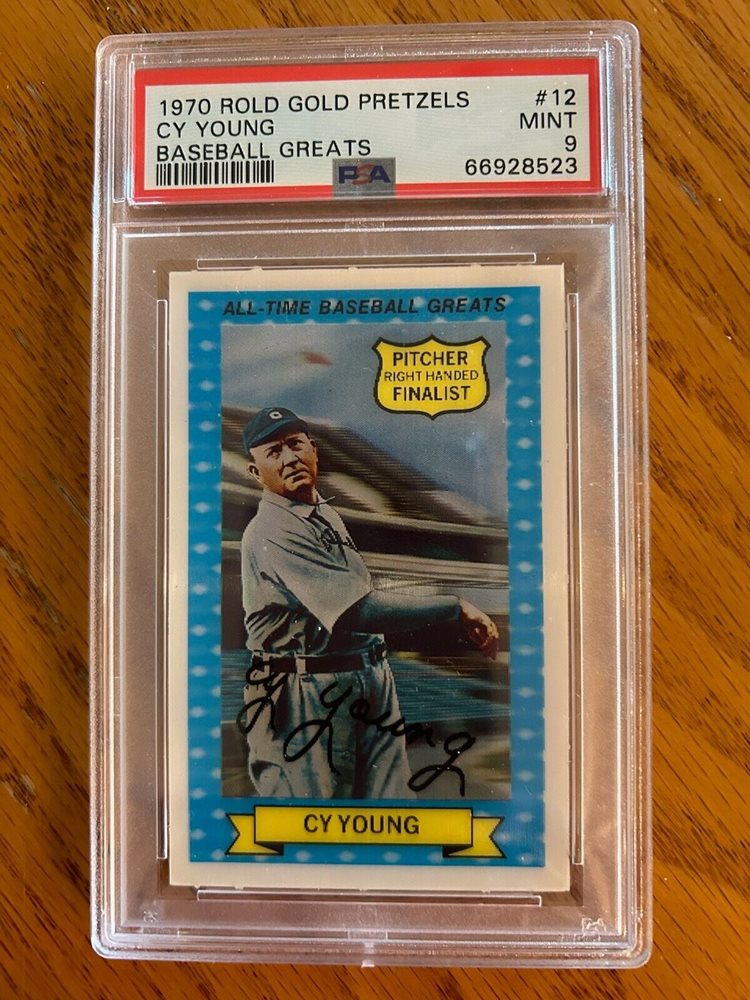 1970 ROLD GOLD PRETZELS #12
CY YOUNG MINT
BASEBALL GREATS 9
PSA 66928523
ALL-TIME BASEBALL GREATS
PITCHER
RIGHT HANDED
FINALIST
C
Cy Young
CY YOUNG